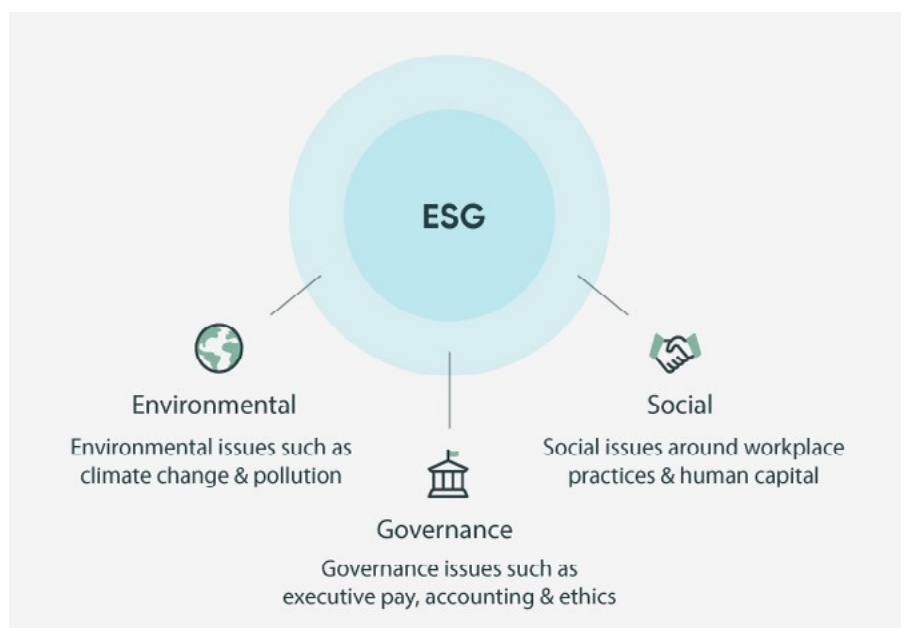 ESG
Environmental
Environmental issues such as
climate change & pollution
Governance
Governance issues such as
executive pay, accounting & ethics
Social
Social issues around workplace
practices & human capital